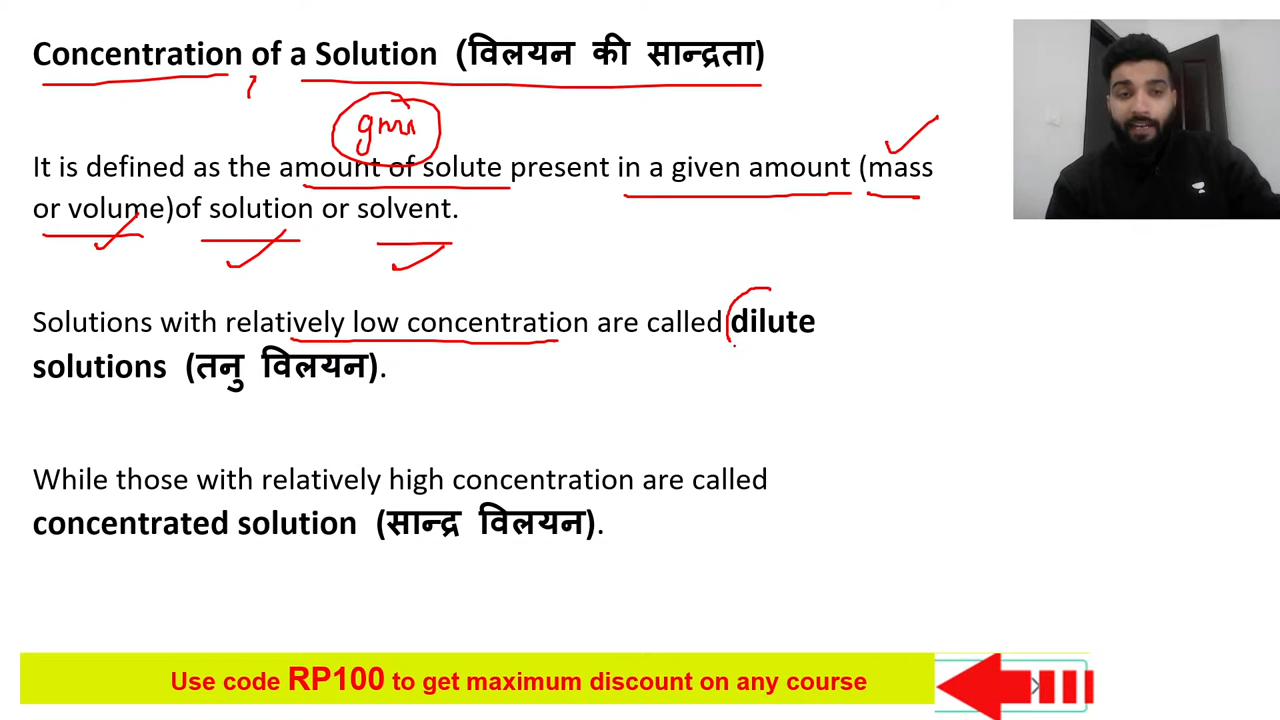 Concentration of a Solution (विलयन की सान्द्रता)
gm
It is defined as the amount of solute present in a given amount (mass
or volume)of solution or solvent.
Solutions with relatively low concentration are called dilute
solutions (तनु विलयन).
While those with relatively high concentration are called
concentrated solution (सान्द्र विलयन).
Use code RP100 to get maximum discount on any course